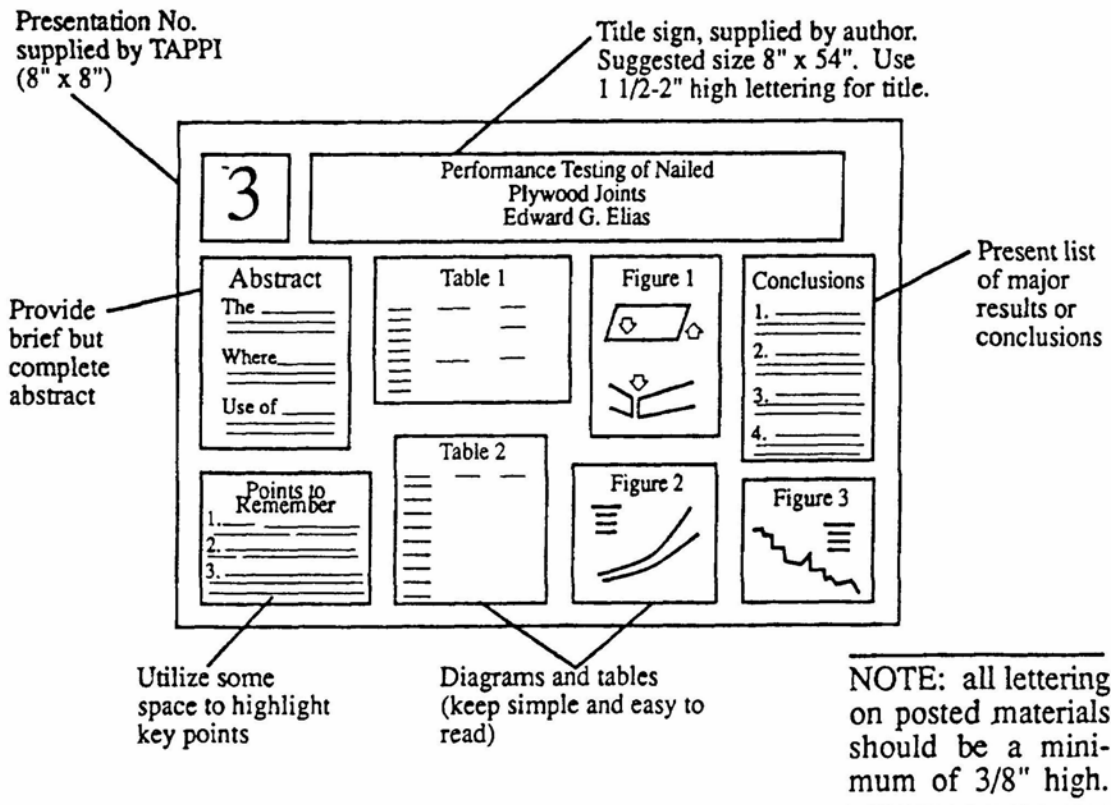 Presentation No.
supplied by TAPPI
(8" x 8")
Title sign, supplied by author.
Suggested size 8" x 54".  Use
1 1/2-2" high lettering for title.
3
Performance Testing of Nailed
Plywood Joints
Edward G. Elias
Provide
brief but
complete
abstract
Abstract
The
Where
Use of
Table 1
Figure 1
Conclusions
1.
2.
3.
4.
Present list
of major
results or
conclusions
Points to
Remember
1.
2.
3.
Table 2
Figure 2
Figure 3
Utilize some
space to highlight
key points
Diagrams and tables
(keep simple and easy to
read)
NOTE: all lettering
on posted materials
should be a mini-
mum of 3/8" high.